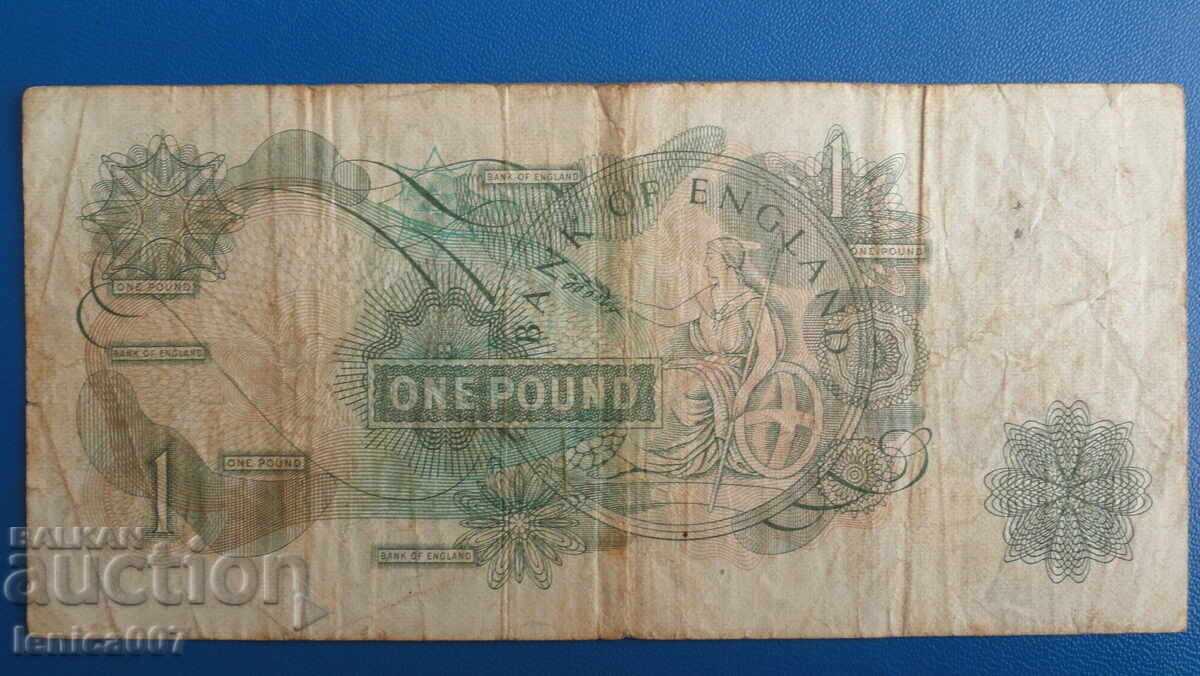 BANK OF ENGLAND
1
BANK OF ENGLAND
ONE POUND
ONE POUND
BANK OF ENGLAND
ONE POUND
1
ONE POUND
BANK OF ENGLAND
BALKAN
auction
lenica007